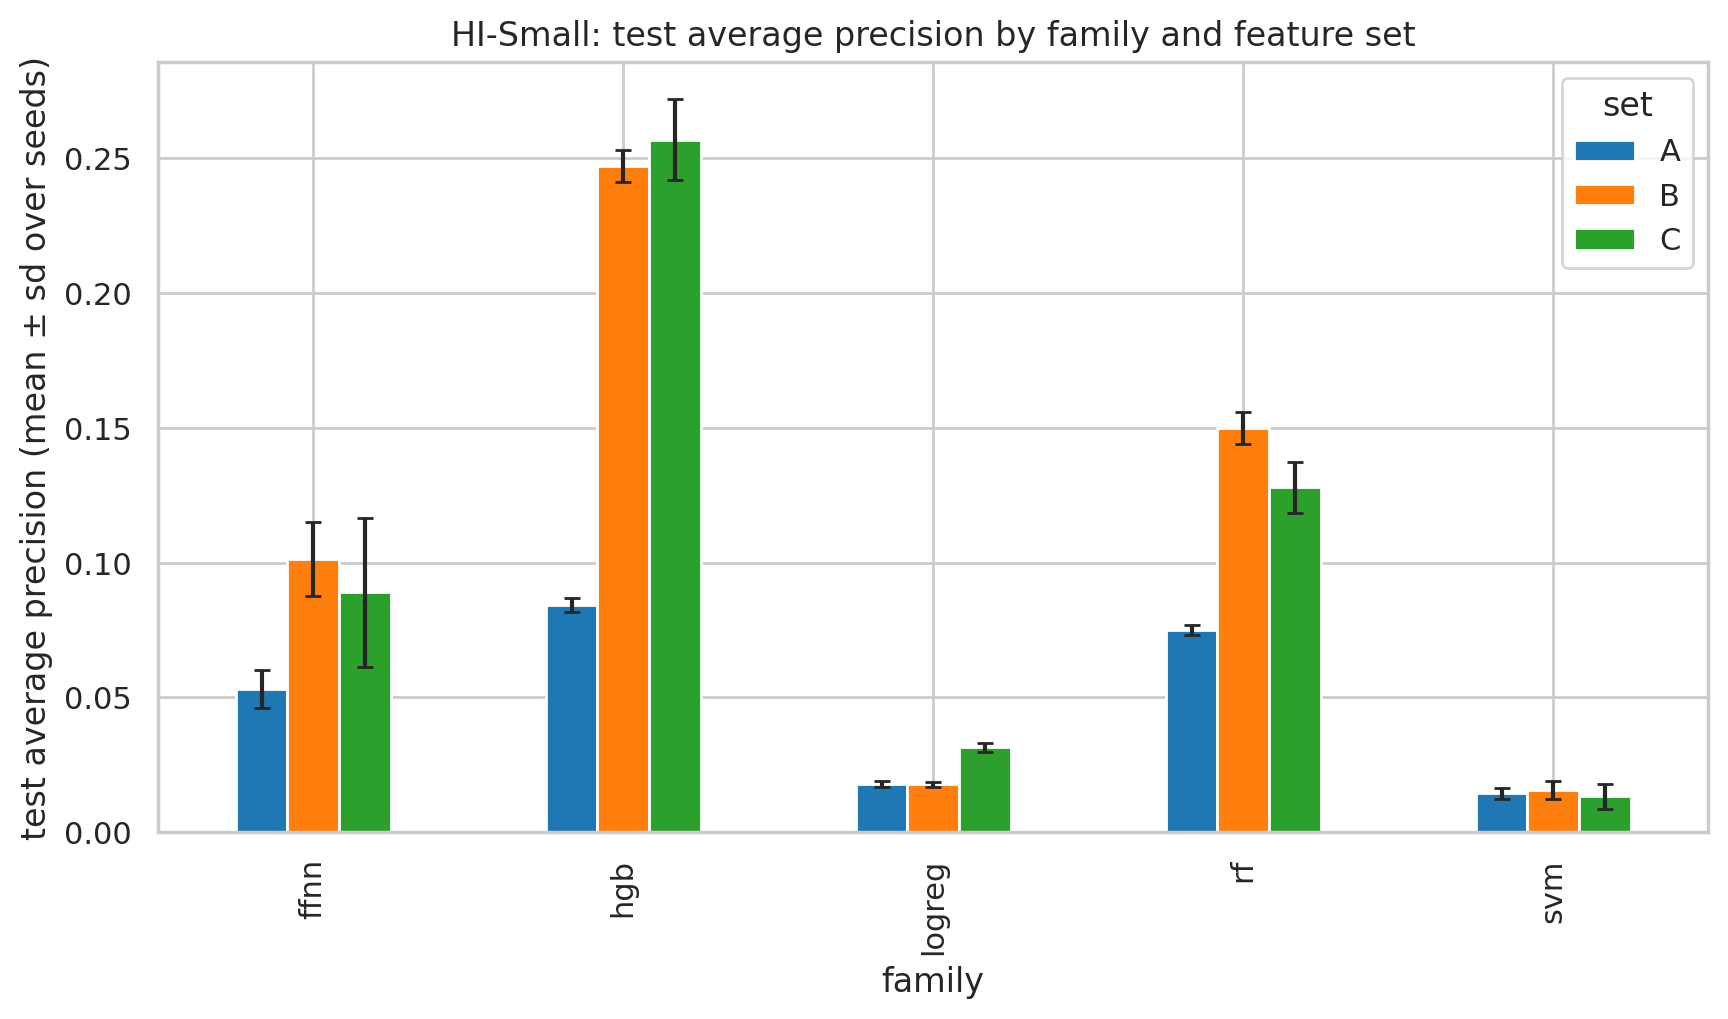 HI-Small: test average precision by family and feature set
test average precision (mean ± sd over seeds)
0.25
0.20
0.15
0.10
0.05
0.00
set
A
B
C
ffnn
hgb
logreg
rf
svm
family